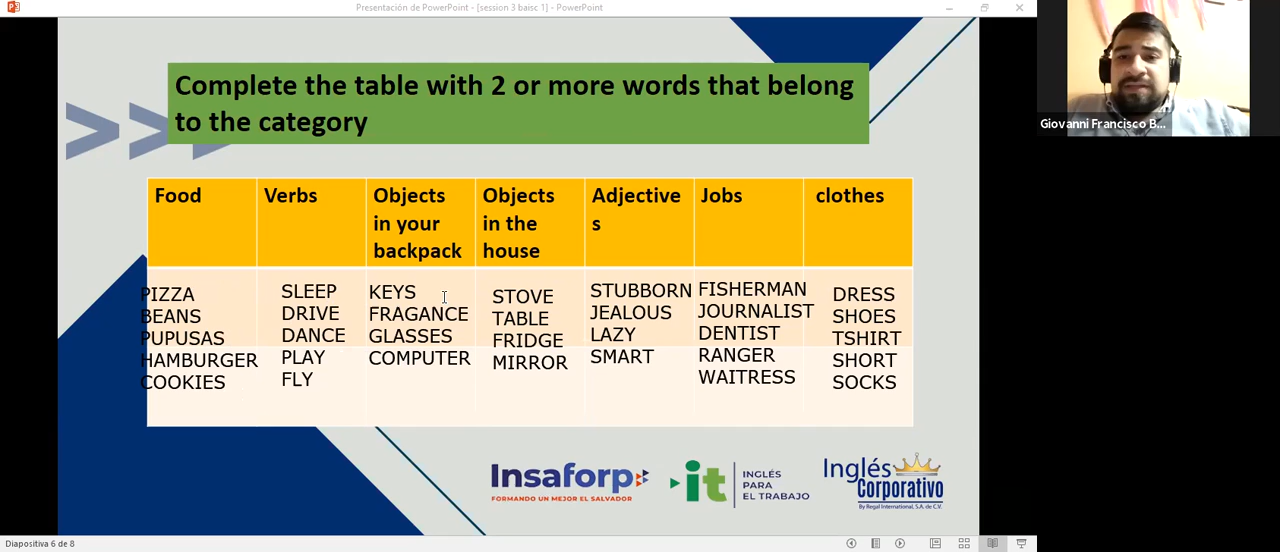 Presentación de PowerPoint - [session 3 baisc 1] - PowerPoint
Complete the table with 2 or more words that belong
to the category
Food
Verbs
Objects
in your
backpack
Objects
in the
house
Adjective
s
Jobs
clothes
PIZZA
BEANS
PUPUSAS
HAMBURGER
COOKIES
SLEEP
DRIVE
DANCE
PLAY
FLY
KEYS
FRAGANCE
GLASSES
COMPUTER
STOVE
TABLE
FRIDGE
MIRROR
STUBBORN
JEALOUS
LAZY
SMART
FISHERMAN
JOURNALIST
DENTIST
RANGER
WAITRESS
DRESS
SHOES
TSHIRT
SHORT
SOCKS
Insaforp
FORMANDO UN MEJOR EL SALVADOR
it
INGLÉS
PARA
EL TRABAJO
Inglés
Corporativo
By Regal International, S.A. de C.V.
Giovanni Francisco B...
Diapositiva 6 de 8